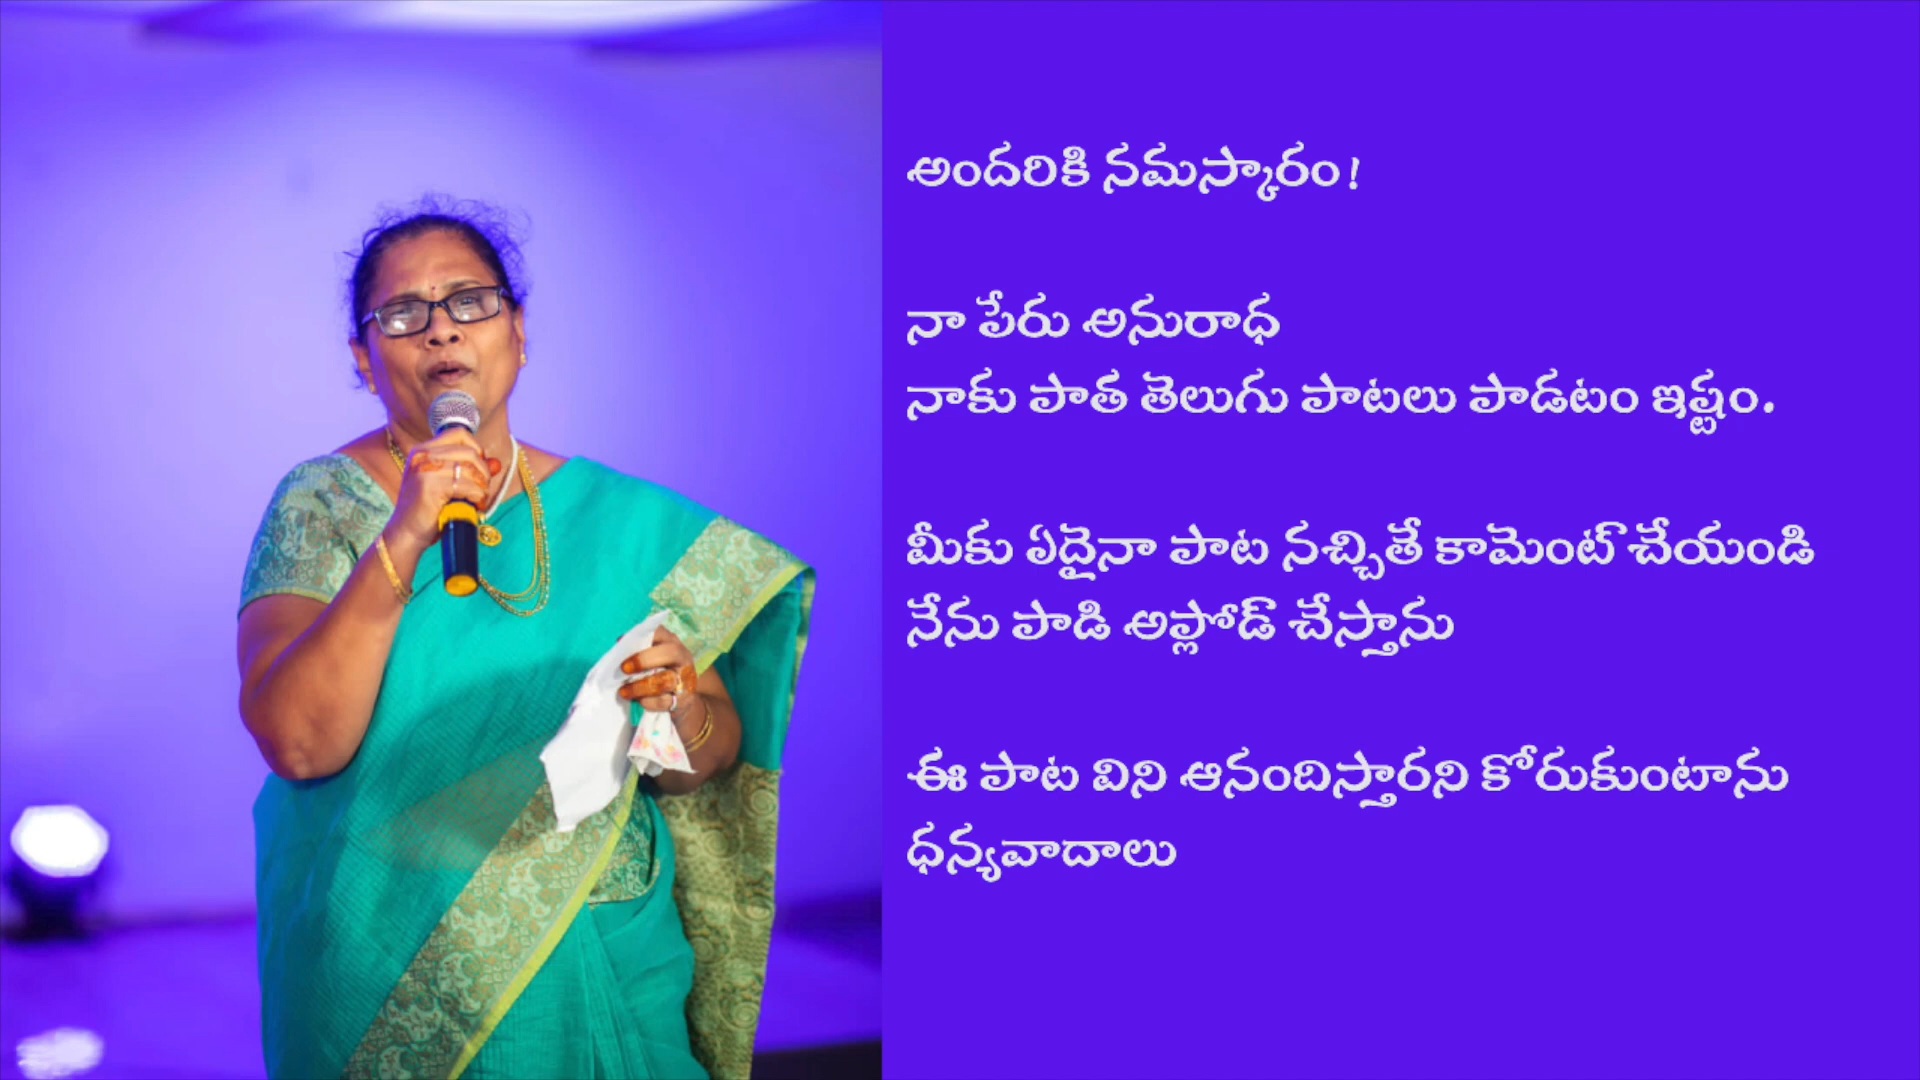 అందరికి నమస్కారం!
నా పేరు అనురాధ
నాకు పాత తెలుగు పాటలు పాడటం ఇష్టం.
మీకు ఏదైనా పాట నచ్చితే కామెంట్ చేయండి
నేను పాడి అప్లోడ్ చేస్తాను
ఈ పాట విని ఆనందిస్తారని కోరుకుంటాను
ధన్యవాదాలు